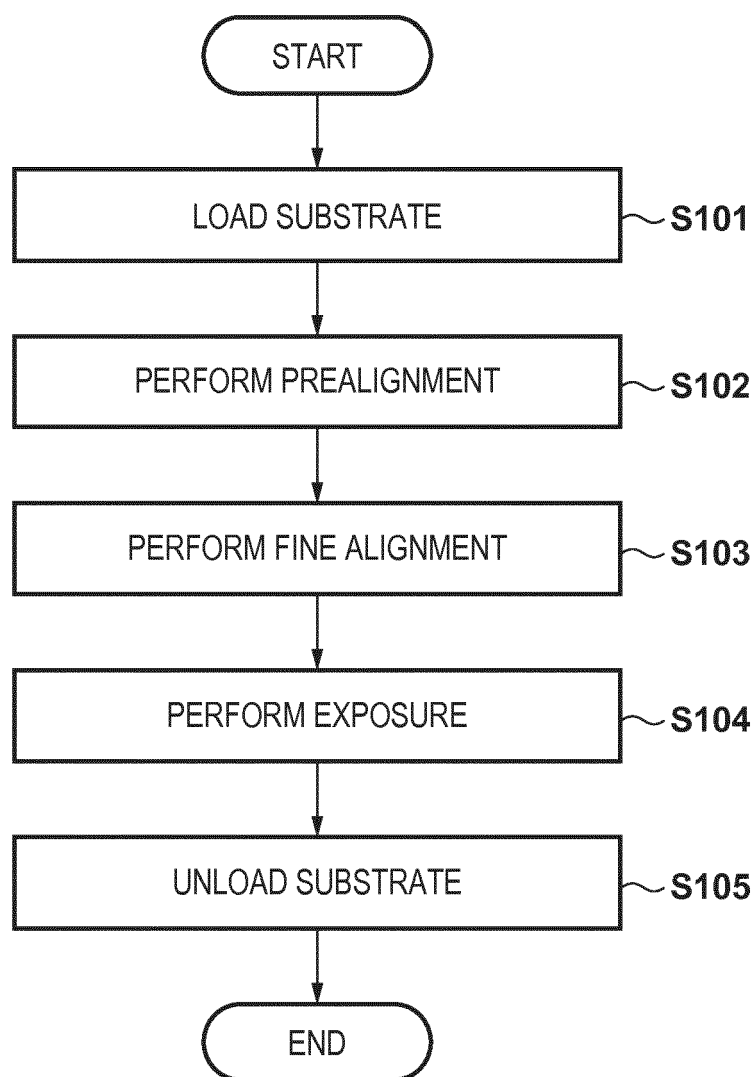 START
LOAD SUBSTRATE
S101
PERFORM PREALIGNMENT
S102
PERFORM FINE ALIGNMENT
S103
PERFORM EXPOSURE
S104
UNLOAD SUBSTRATE
S105
END